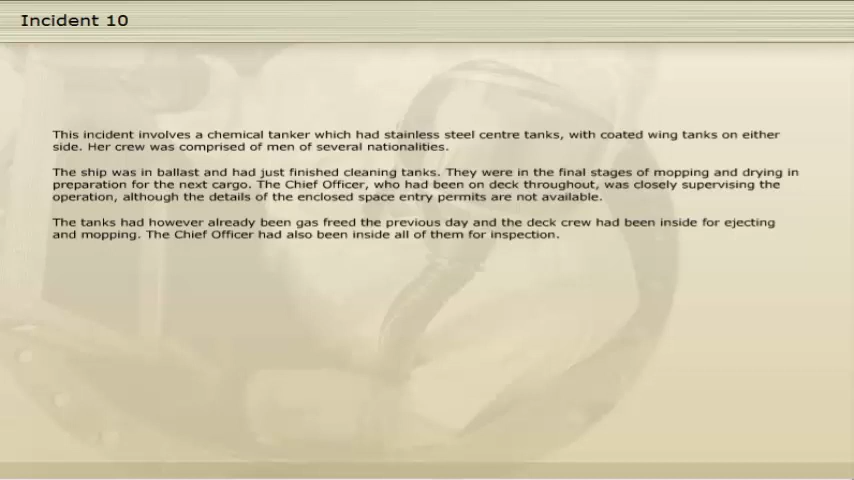 Incident 10
This incident involves a chemical tanker which had stainless steel centre tanks, with coated wing tanks on either
side. Her crew was comprised of men of several nationalities.
The ship was in ballast and had just finished cleaning tanks. They were in the final stages of mopping and drying in
preparation for the next cargo. The Chief Officer, who had been on deck throughout, was closely supervising the
operation, although the details of the enclosed space entry permits are not available.
The tanks had however already been gas freed the previous day and the deck crew had been inside for ejecting
and mopping. The Chief Officer had also been inside all of them for inspection.